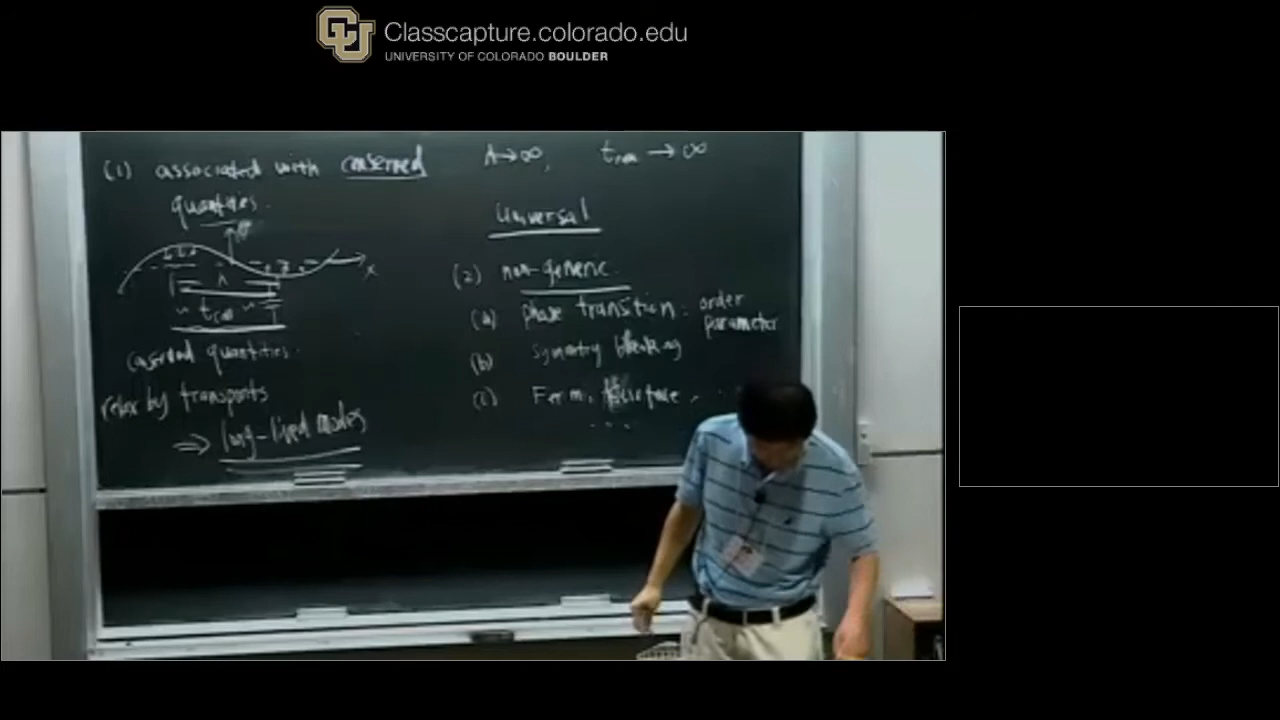 Classcapture.colorado.edu
UNIVERSITY OF COLORADO BOULDER
(1) associated with conserved
quantities.
λ
x
conserved quantities
relax by transports
⇒ long-lived modes
λ→∞, → ∞
Universal
(2) non-generic.
(a) phase transition: order
parameter
(b) symmetry breaking
(c) Fermi surface, ...
...